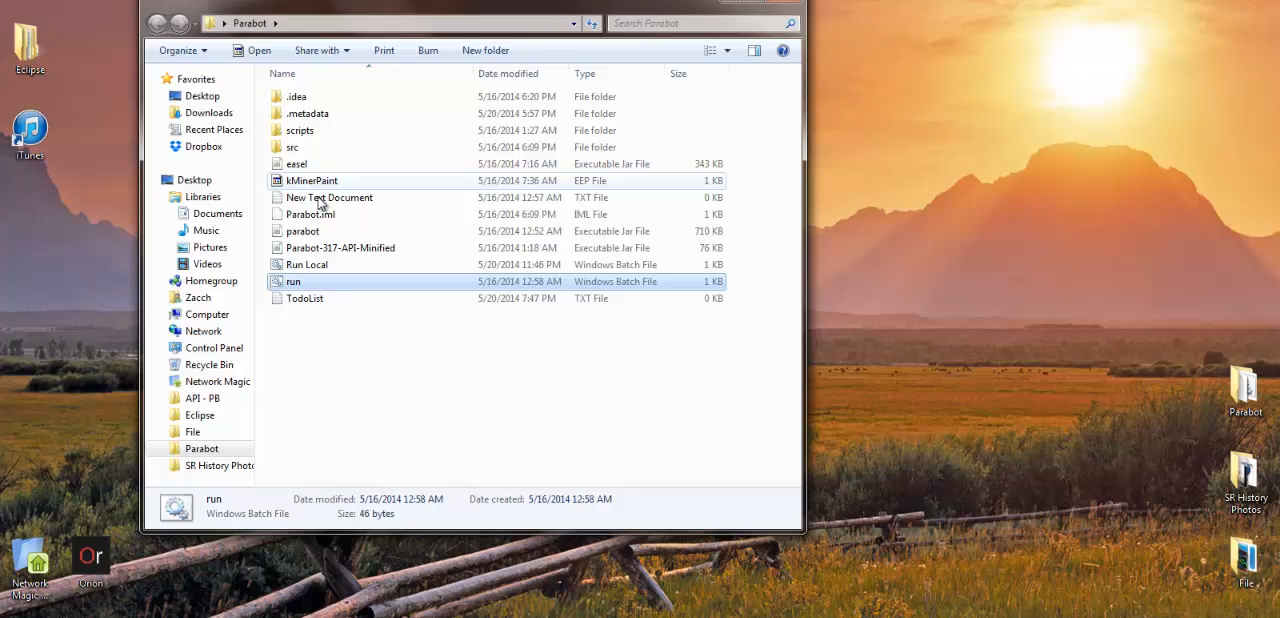 Parabot
Search Parabot
Organize Open Share with Print Burn New folder
Name Date modified Type Size
Favorites
Desktop
Downloads
Recent Places
Dropbox
Desktop
Libraries
Documents
Music
Pictures
Videos
Homegroup
Zacch
Computer
Network
Control Panel
Recycle Bin
Network Magic
API - PB
Eclipse
File
Parabot
SR History Photo
.idea 5/16/2014 6:20 PM File folder
.metadata 5/20/2014 5:57 PM File folder
scripts 5/16/2014 1:27 AM File folder
src 5/16/2014 6:09 PM File folder
easel 5/16/2014 7:16 AM Executable Jar File 343 KB
kMinerPaint 5/16/2014 7:36 AM EEP File 1 KB
New Text Document 5/16/2014 12:57 AM TXT File 0 KB
Parabot.iml 5/16/2014 6:09 PM IML File 1 KB
parabot 5/16/2014 12:52 AM Executable Jar File 710 KB
Parabot-317-API-Minified 5/16/2014 1:18 AM Executable Jar File 76 KB
Run Local 5/20/2014 11:46 PM Windows Batch File 1 KB
run 5/16/2014 12:58 AM Windows Batch File 1 KB
TodoList 5/20/2014 7:47 PM TXT File 0 KB
run Date modified: 5/16/2014 12:58 AM Date created: 5/16/2014 12:58 AM
Windows Batch File Size: 46 bytes
Eclipse
iTunes
Network
Magic ...
Or
Orion
Parabot
SR History
Photos
File